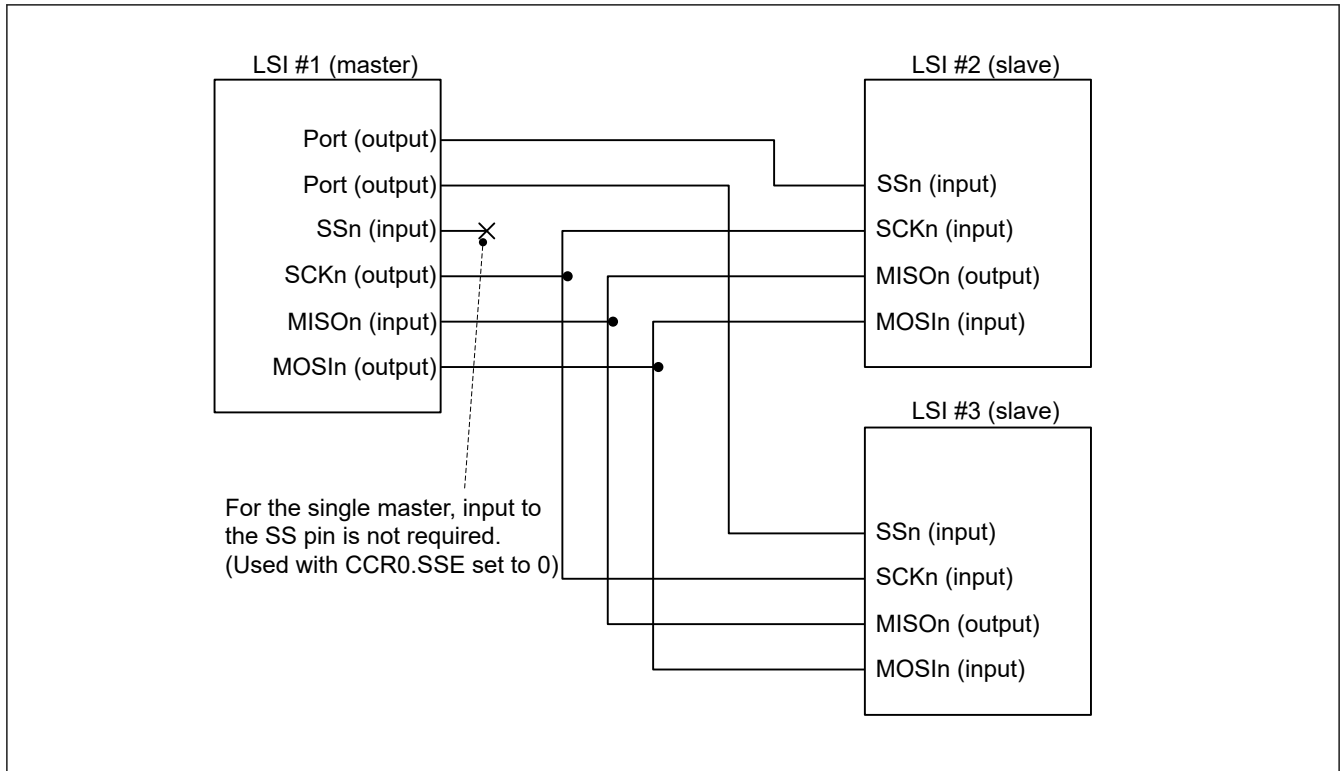 LSI #1 (master)
Port (output)
Port (output)
SSn (input)
SCKn (output)
MISOn (input)
MOSIn (output)
For the single master, input to
the SS pin is not required.
(Used with CCR0.SSE set to 0)
LSI #2 (slave)
SSn (input)
SCKn (input)
MISOn (output)
MOSIn (input)
LSI #3 (slave)
SSn (input)
SCKn (input)
MISOn (output)
MOSIn (input)